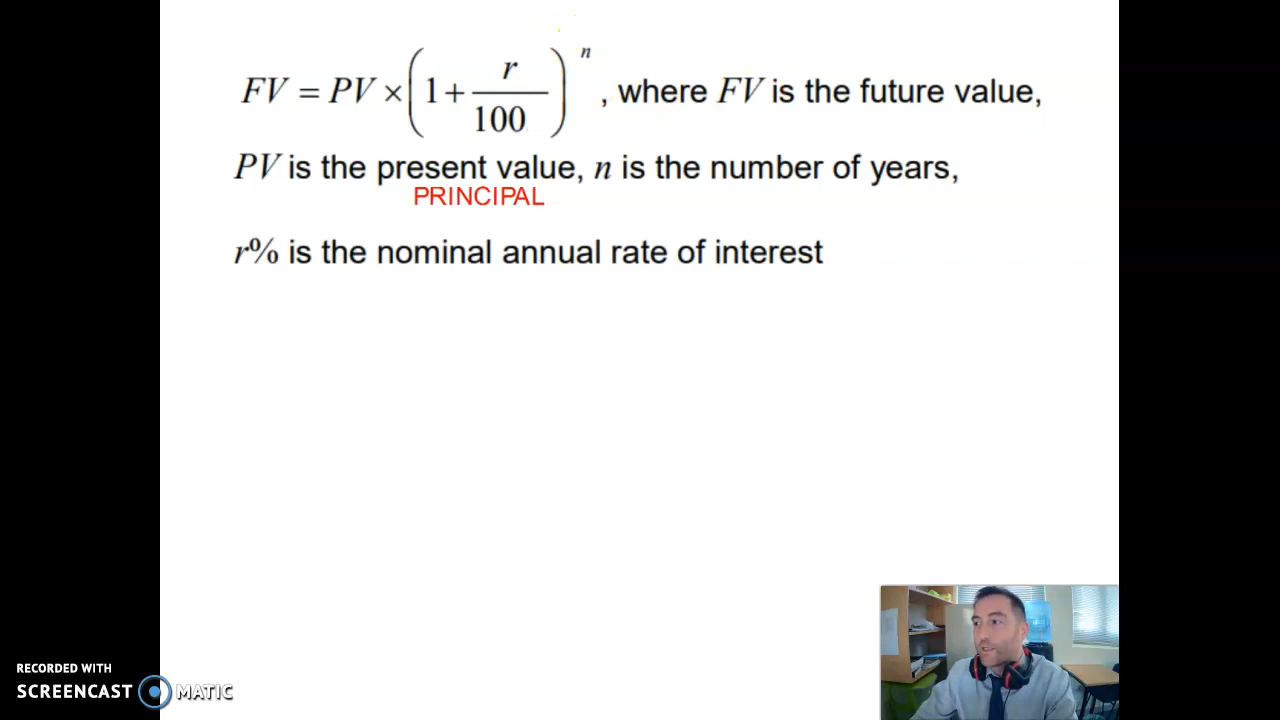 FV = PV × (1 + r/100)^n , where FV is the future value,
PV is the present value, n is the number of years,
PRINCIPAL
r% is the nominal annual rate of interest
RECORDED WITH
SCREENCAST MATIC